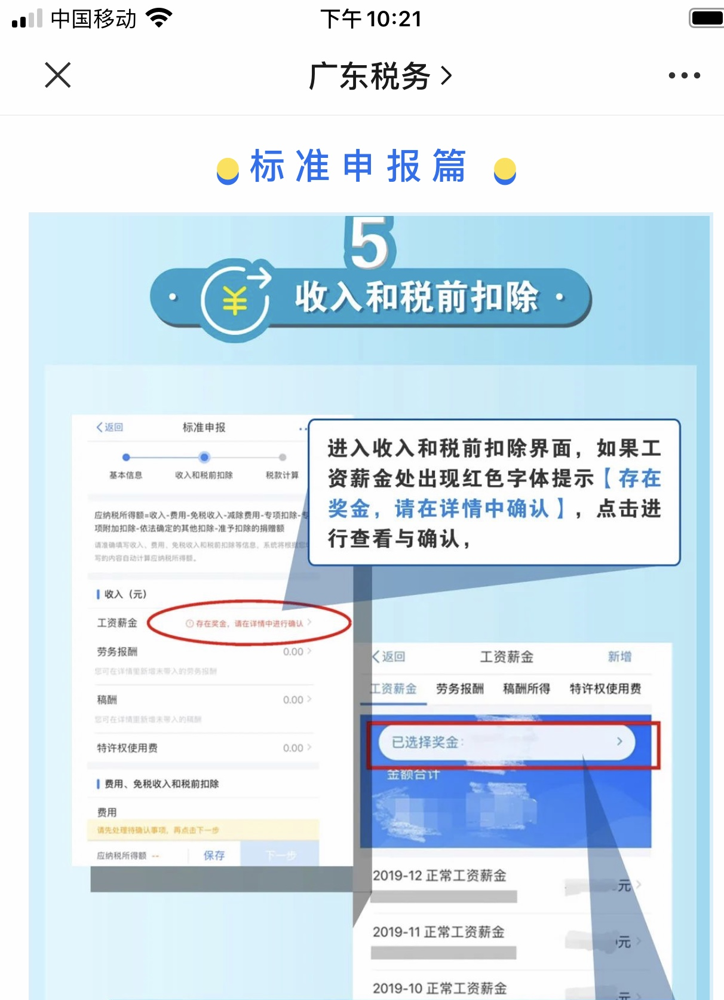 中国移动
下午10:21
广东税务
标准申报篇
5
¥ 收入和税前扣除
返回 标准申报
基本信息 收入和税前扣除 税款计算
应纳税所得额=收入-费用-免税收入-减除费用-专项扣除-专
项附加扣除-依法确定的其他扣除-准予扣除的捐赠额
请准确填写收入、费用、免税收入和税前扣除等信息，系统将根据您
写的内容自动计算应纳税所得额。
收入（元）
工资薪金 存在奖金，请在详情中进行确认
劳务报酬 0.00
您可在详情里新增未带入的劳务报酬
稿酬 0.00
您可在详情里新增未带入的稿酬
特许权使用费 0.00
费用、免税收入和税前扣除
费用
请先处理待确认事项，再点击下一步
应纳税所得额 -- 保存 下一步
进入收入和税前扣除界面，如果工
资薪金处出现红色字体提示【存在
奖金，请在详情中确认】，点击进
行查看与确认，
返回 工资薪金 新增
工资薪金 劳务报酬 稿酬所得 特许权使用费
已选择奖金：
金额合计
2019-12 正常工资薪金
元
2019-11 正常工资薪金
元
2019-10 正常工资薪金
元